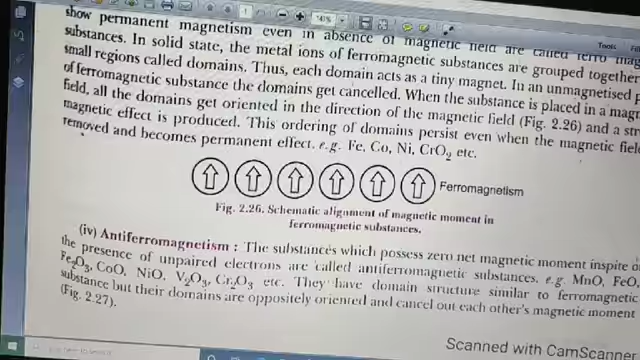 Tools
show permanent magnetism even in absence of magnetic field are called ferro mag
substances. In solid state, the metal ions of ferromagnetic substances are grouped together
small regions called domains. Thus, each domain acts as a tiny magnet. In an unmagnetised p
of ferromagnetic substance the domains get cancelled. When the substance is placed in a magn
field, all the domains get oriented in the direction of the magnetic field (Fig. 2.26) and a str
magnetic effect is produced. This ordering of domains persist even when the magnetic fiel
removed and becomes permanent effect. e.g. Fe, Co, Ni, CrO₂ etc.
Ferromagnetism
Fig. 2.26. Schematic alignment of magnetic moment in
ferromagnetic substances.
(iv) Antiferromagnetism : The substances which possess zero net magnetic moment inspite o
the presence of unpaired electrons are called antiferromagnetic substances. e.g. MnO, FeO,
Fe₂O₃, CoO, NiO, V₂O₃, Cr₂O₃ etc. They have domain structure similar to ferromagnetic
substance but their domains are oppositely oriented and cancel out each other's magnetic moment
(Fig. 2.27).
Scanned with CamScanner